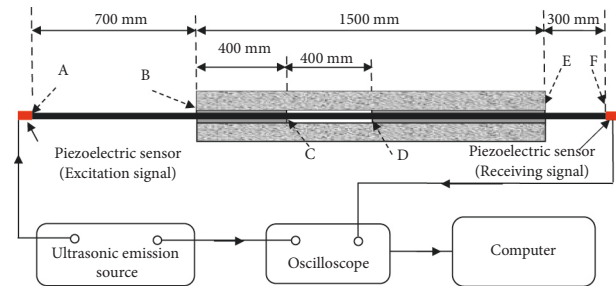 700 mm
1500 mm
300 mm
400 mm
400 mm
A
B
E
F
C
D
Piezoelectric sensor
(Excitation signal)
Piezoelectric sensor
(Receiving signal)
Ultrasonic emission
source
Oscilloscope
Computer